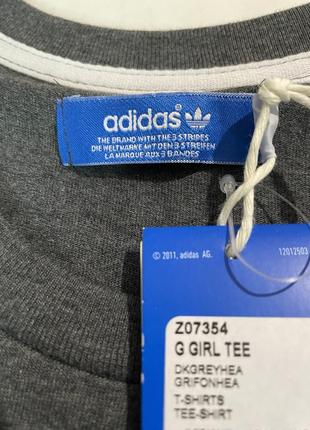 adidas®
THE BRAND WITH THE 3 STRIPES
DIE WELTMARKE MIT DEN 3 STREIFEN
LA MARQUE AUX 3 BANDES
© 2011, adidas AG.
12012503
Z07354
G GIRL TEE
DKGREYHEA
GRIFONHEA
T-SHIRTS
TEE-SHIRT